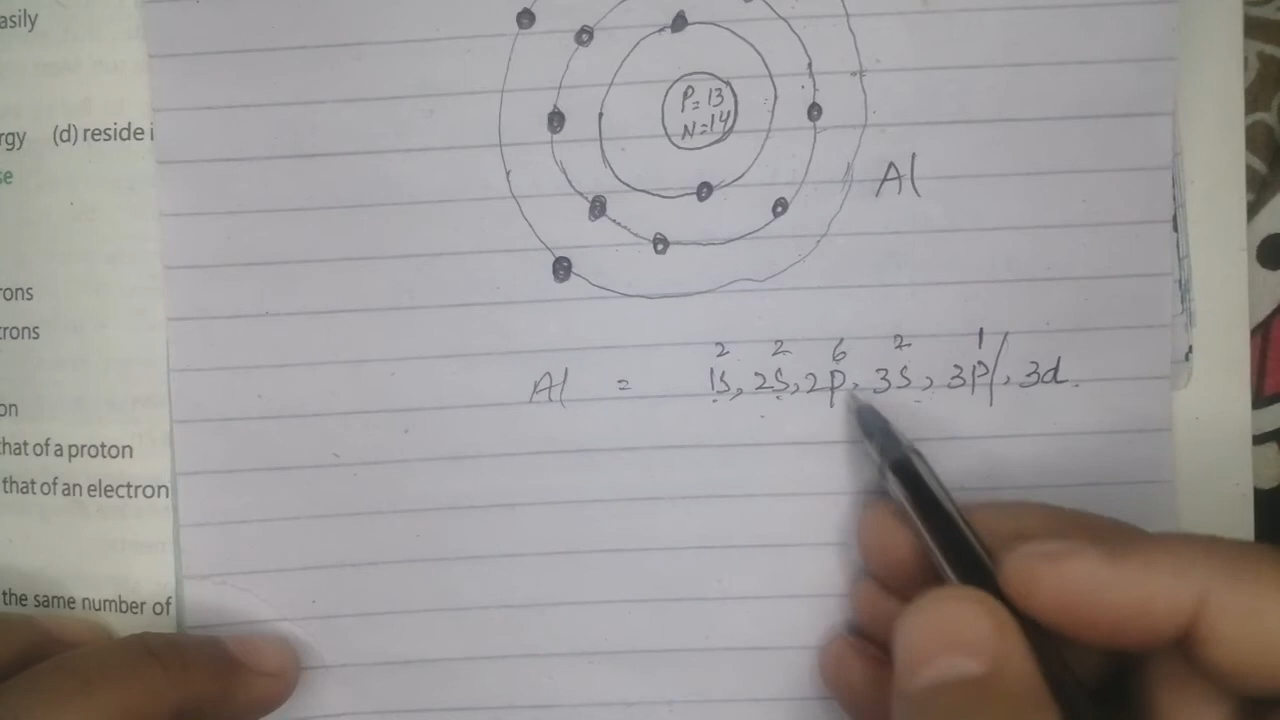 asily
rgy (d) reside i
se
rons
trons
on
hat of a proton
that of an electron
the same number of
P=13
N=14
Al
2 2 6 2 1
Al = 1S, 2S, 2P, 3S, 3P/, 3d.